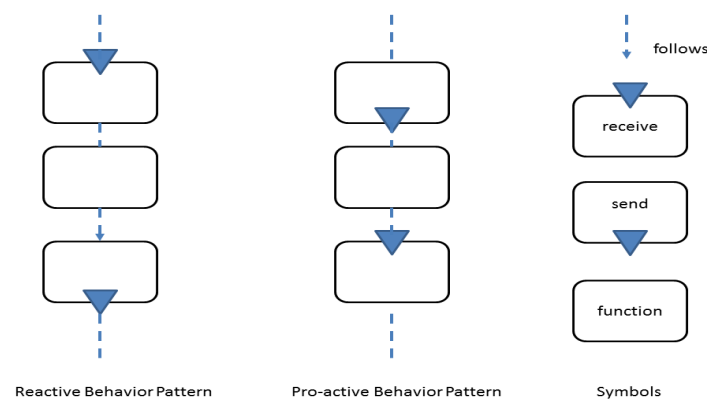 follows
receive
send
function
Reactive Behavior Pattern
Pro-active Behavior Pattern
Symbols